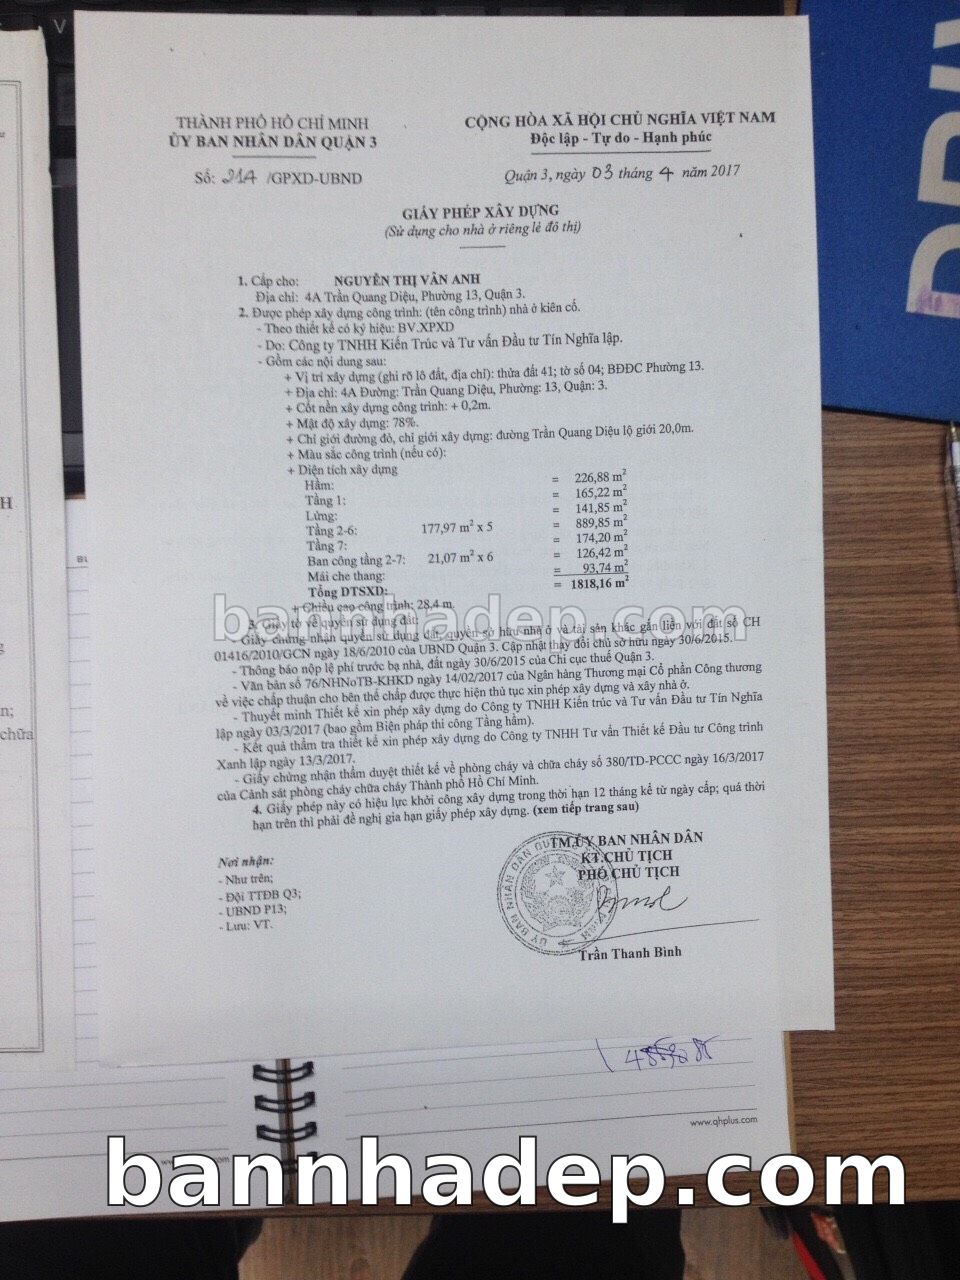 THÀNH PHỐ HỒ CHÍ MINH
ỦY BAN NHÂN DÂN QUẬN 3
Số: 214 /GPXD-UBND
CỘNG HÒA XÃ HỘI CHỦ NGHĨA VIỆT NAM
Độc lập - Tự do - Hạnh phúc
Quận 3, ngày 03 tháng 4 năm 2017
GIẤY PHÉP XÂY DỰNG
(Sử dụng cho nhà ở riêng lẻ đô thị)
1. Cấp cho: NGUYỄN THỊ VÂN ANH
Địa chỉ: 4A Trần Quang Diệu, Phường 13, Quận 3.
2. Được phép xây dựng công trình: (tên công trình) nhà ở kiên cố.
- Theo thiết kế có ký hiệu: BV.XPXD
- Do: Công ty TNHH Kiến Trúc và Tư vấn Đầu tư Tín Nghĩa lập.
- Gồm các nội dung sau:
+ Vị trí xây dựng (ghi rõ lô đất, địa chỉ): thửa đất 41; tờ số 04; BĐĐC Phường 13.
+ Địa chỉ: 4A Đường: Trần Quang Diệu, Phường: 13, Quận: 3.
+ Cốt nền xây dựng công trình: + 0,2m.
+ Mật độ xây dựng: 78%.
+ Chỉ giới đường đỏ, chỉ giới xây dựng: đường Trần Quang Diệu lộ giới 20,0m.
+ Màu sắc công trình (nếu có):
+ Diện tích xây dựng
Hầm: = 226,88 m²
Tầng 1: = 165,22 m²
Lửng: = 141,85 m²
Tầng 2-6: 177,97 m² x 5 = 889,85 m²
Tầng 7: = 174,20 m²
Ban công tầng 2-7: 21,07 m² x 6 = 126,42 m²
Mái che thang: = 93,74 m²
Tổng DTSXD: = 1818,16 m²
+ Chiều cao công trình: 28,4 m.
3. Giấy tờ về quyền sử dụng đất:
- Giấy chứng nhận quyền sử dụng đất, quyền sở hữu nhà ở và tài sản khác gắn liền với đất số CH
01416/2010/GCN ngày 18/6/2010 của UBND Quận 3. Cập nhật thay đổi chủ sở hữu ngày 30/6/2015.
- Thông báo nộp lệ phí trước bạ nhà, đất ngày 30/6/2015 của Chi cục thuế Quận 3.
- Văn bản số 76/NHNoTB-KHKD ngày 14/02/2017 của Ngân hàng Thương mại Cổ phần Công thương
về việc chấp thuận cho bên thế chấp được thực hiện thủ tục xin phép xây dựng và xây nhà ở.
- Thuyết minh Thiết kế xin phép xây dựng do Công ty TNHH Kiến trúc và Tư vấn Đầu tư Tín Nghĩa
lập ngày 03/3/2017 (bao gồm Biện pháp thi công Tầng hầm).
- Kết quả thẩm tra thiết kế xin phép xây dựng do Công ty TNHH Tư vấn Thiết kế Đầu tư Công trình
Xanh lập ngày 13/3/2017.
- Giấy chứng nhận thẩm duyệt thiết kế về phòng cháy và chữa cháy số 380/TD-PCCC ngày 16/3/2017
của Cảnh sát phòng cháy chữa cháy Thành phố Hồ Chí Minh.
4. Giấy phép này có hiệu lực khởi công xây dựng trong thời hạn 12 tháng kể từ ngày cấp; quá thời
hạn trên thì phải đề nghị gia hạn giấy phép xây dựng. (xem tiếp trang sau)
Nơi nhận:
- Như trên;
- Đội TTĐB Q3;
- UBND P13;
- Lưu: VT.
TM.ỦY BAN NHÂN DÂN
KT.CHỦ TỊCH
PHÓ CHỦ TỊCH
Trần Thanh Bình
bannhadep.com
www.qhplus.com
bannhadep.com
chữa